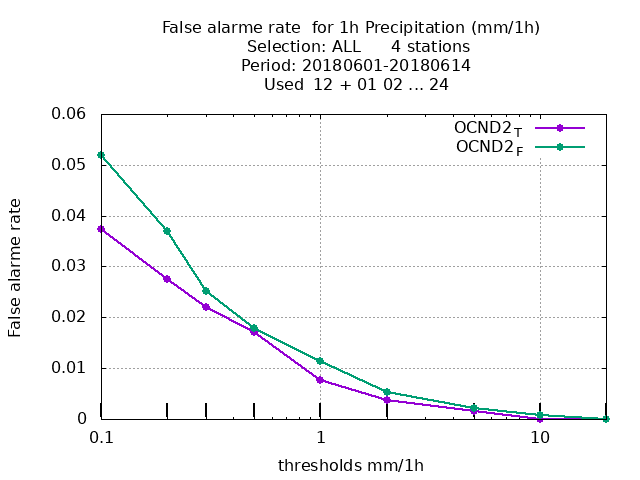 False alarme rate  for 1h Precipitation (mm/1h)
Selection: ALL      4 stations
Period: 20180601-20180614
Used  12 + 01 02 ... 24
OCND2T
OCND2F
0.06
0.05
0.04
0.03
0.02
0.01
0
False alarme rate
0.1
1
10
thresholds mm/1h